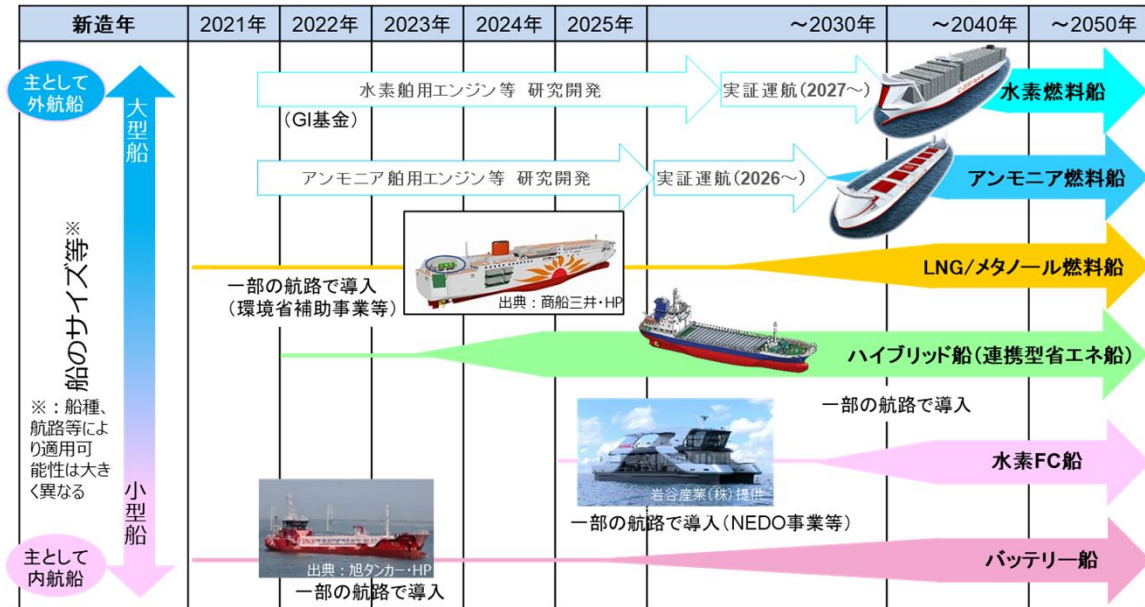 新造年 2021年 2022年 2023年 2024年 2025年 ～2030年 ～2040年 ～2050年
主として
外航船
大型船
船のサイズ等※
※：船種、
航路等に
より適用可
能性は大き
く異なる
小型船
主として
内航船
水素舶用エンジン等 研究開発
(GI基金)
実証運航(2027～)
水素燃料船
アンモニア舶用エンジン等 研究開発
実証運航(2026～)
アンモニア燃料船
一部の航路で導入
(環境省補助事業等)
出典：商船三井・HP
LNG/メタノール燃料船
ハイブリッド船(連携型省エネ船)
一部の航路で導入
岩谷産業(株)提供
一部の航路で導入(NEDO事業等)
水素FC船
出典：旭タンカー・HP
一部の航路で導入
バッテリー船